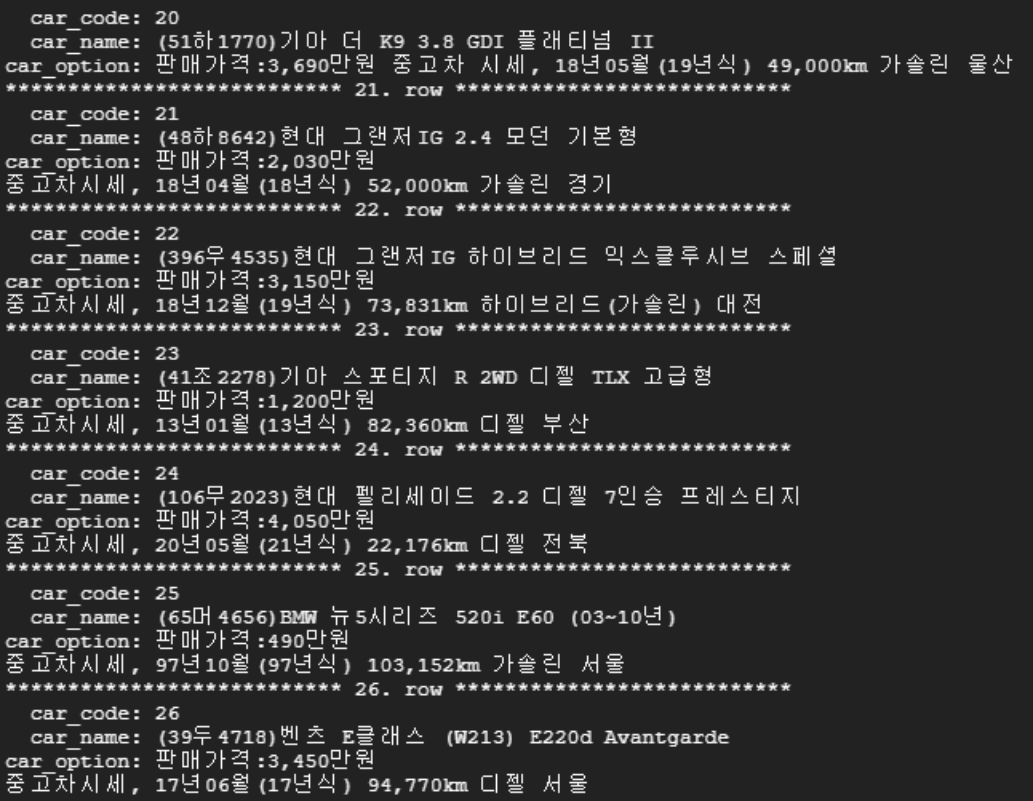 car_code: 20
car_name: (51하1770)기아 더 K9 3.8 GDI 플래티넘 II
car_option: 판매가격:3,690만원 중고차 시세, 18년05월(19년식) 49,000km 가솔린 울산
*************************** 21. row ***************************
car_code: 21
car_name: (48하8642)현대 그랜저IG 2.4 모던 기본형
car_option: 판매가격:2,030만원
중고차시세, 18년04월(18년식) 52,000km 가솔린 경기
*************************** 22. row ***************************
car_code: 22
car_name: (396우4535)현대 그랜저IG 하이브리드 익스클루시브 스페셜
car_option: 판매가격:3,150만원
중고차시세, 18년12월(19년식) 73,831km 하이브리드(가솔린) 대전
*************************** 23. row ***************************
car_code: 23
car_name: (41조2278)기아 스포티지 R 2WD 디젤 TLX 고급형
car_option: 판매가격:1,200만원
중고차시세, 13년01월(13년식) 82,360km 디젤 부산
*************************** 24. row ***************************
car_code: 24
car_name: (106무2023)현대 펠리세이드 2.2 디젤 7인승 프레스티지
car_option: 판매가격:4,050만원
중고차시세, 20년05월(21년식) 22,176km 디젤 전북
*************************** 25. row ***************************
car_code: 25
car_name: (65머4656)BMW 뉴5시리즈 520i E60 (03~10년)
car_option: 판매가격:490만원
중고차시세, 97년10월(97년식) 103,152km 가솔린 서울
*************************** 26. row ***************************
car_code: 26
car_name: (39두4718)벤츠 E클래스 (W213) E220d Avantgarde
car_option: 판매가격:3,450만원
중고차시세, 17년06월(17년식) 94,770km 디젤 서울